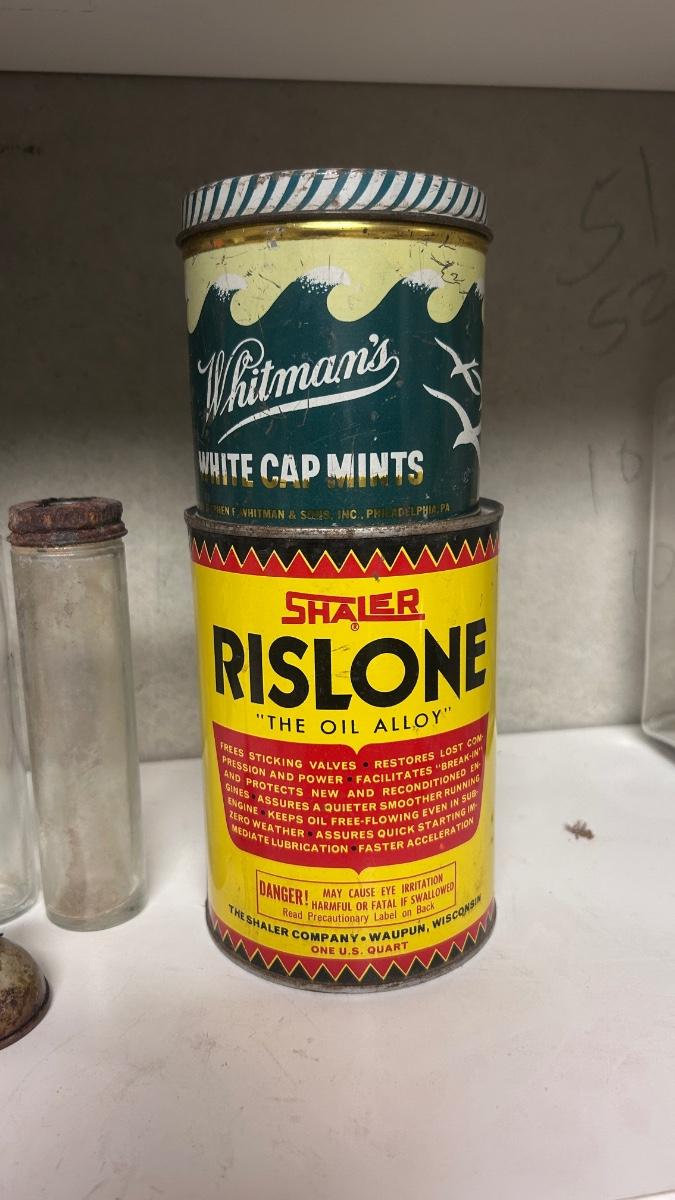 Whitman's
WHITE CAP MINTS
PHEN F. WHITMAN & SONS, INC., PHILADELPHIA, PA
SHALER
®
RISLONE
"THE OIL ALLOY"
FREES STICKING VALVES • RESTORES LOST COM-
PRESSION AND POWER • FACILITATES "BREAK-IN"
AND PROTECTS NEW AND RECONDITIONED EN-
GINES • ASSURES A QUIETER SMOOTHER RUNNING
ENGINE • KEEPS OIL FREE-FLOWING EVEN IN SUB-
ZERO WEATHER • ASSURES QUICK STARTING IM-
MEDIATE LUBRICATION • FASTER ACCELERATION
DANGER! MAY CAUSE EYE IRRITATION
HARMFUL OR FATAL IF SWALLOWED
Read Precautionary Label on Back
THE SHALER COMPANY • WAUPUN, WISCONSIN
ONE U.S. QUART